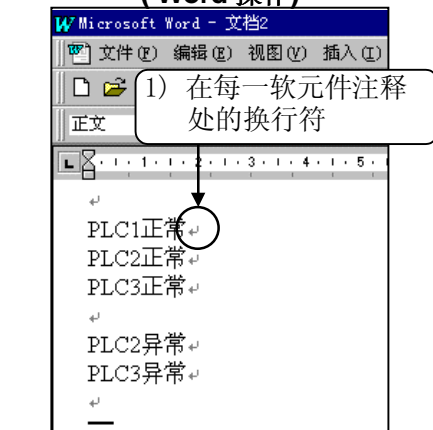 (Word 操作)
Microsoft Word - 文档2
文件(F) 编辑(E) 视图(V) 插入(I)
正文
1) 在每一软元件注释
处的换行符
1 2 3 4 5
PLC1正常
PLC2正常
PLC3正常
PLC2异常
PLC3异常